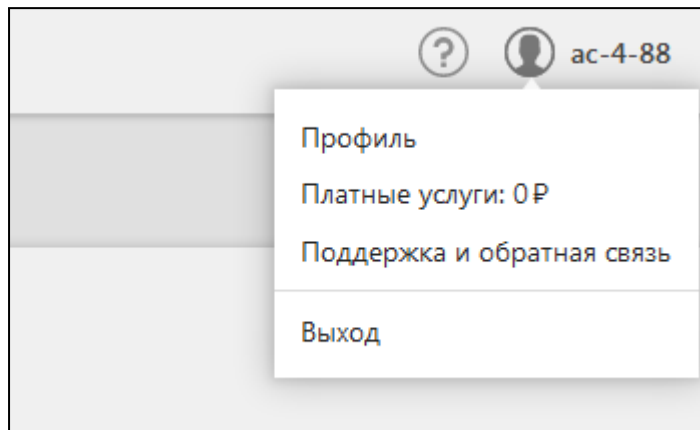 ? ac-4-88
Профиль
Платные услуги: 0 ₽
Поддержка и обратная связь
Выход